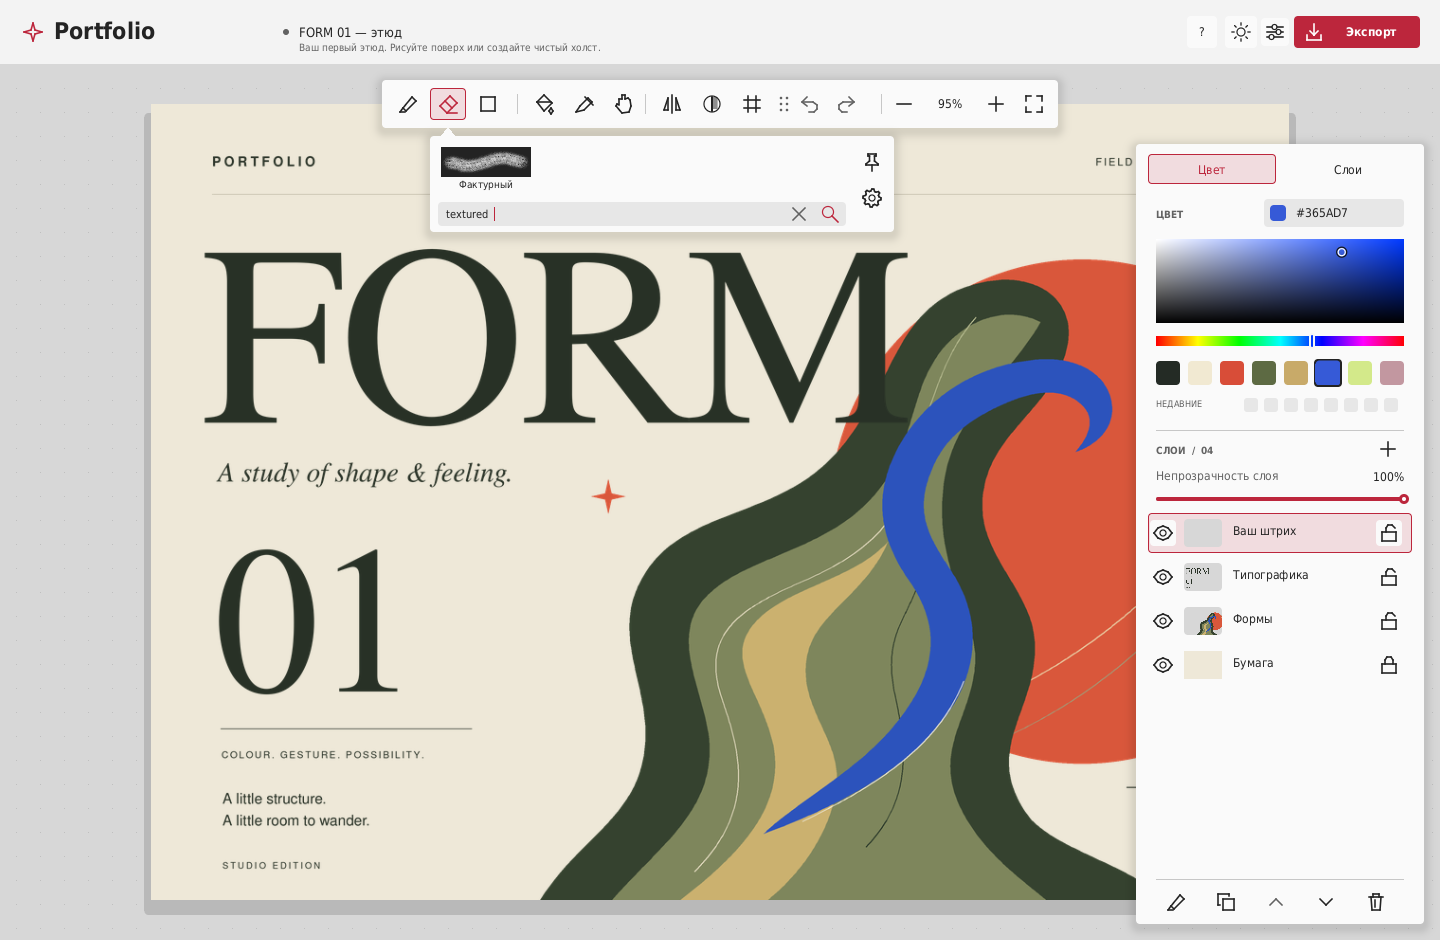 Portfolio
FORM 01 — этюд
Ваш первый этюд. Рисуйте поверх или создайте чистый холст.
?
Экспорт
95%
PORTFOLIO
FIELD
Фактурный
textured
Цвет
Слои
ЦВЕТ
#365AD7
НЕДАВНИЕ
СЛОИ / 04
Непрозрачность слоя
100%
Ваш штрих
FORM
01
Типографика
Формы
Бумага
FORM
A study of shape & feeling.
01
COLOUR. GESTURE. POSSIBILITY.
A little structure.
A little room to wander.
STUDIO EDITION